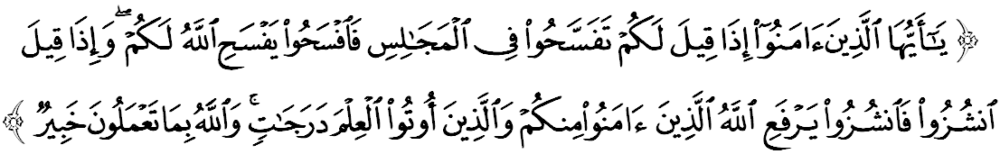 ﴿ يَٰٓأَيُّهَا ٱلَّذِينَ ءَامَنُوٓاْ إِذَا قِيلَ لَكُمۡ تَفَسَّحُواْ فِي ٱلۡمَجَٰلِسِ فَٱفۡسَحُواْ يَفۡسَحِ ٱللَّهُ لَكُمۡۖ وَإِذَا قِيلَ
ٱنشُزُواْ فَٱنشُزُواْ يَرۡفَعِ ٱللَّهُ ٱلَّذِينَ ءَامَنُواْ مِنكُمۡ وَٱلَّذِينَ أُوتُواْ ٱلۡعِلۡمَ دَرَجَٰتٖۚ وَٱللَّهُ بِمَا تَعۡمَلُونَ خَبِيرٞ ﴾